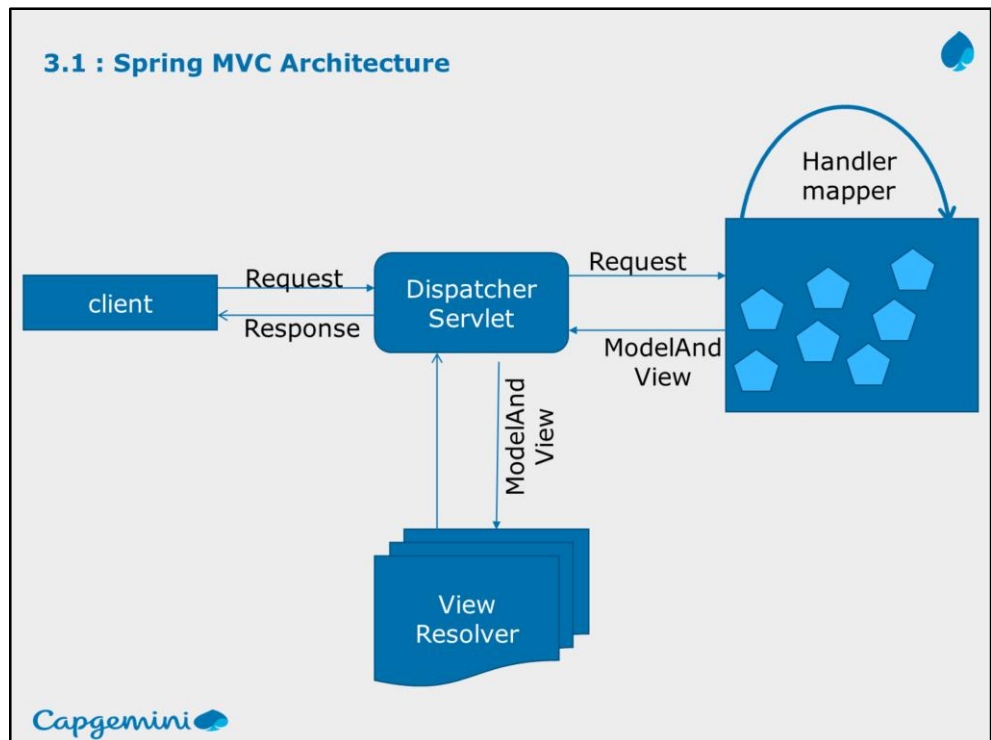 3.1 : Spring MVC Architecture
Handler
mapper
client
Request
Response
Dispatcher
Servlet
Request
ModelAnd
View
ModelAnd
View
View
Resolver
Capgemini